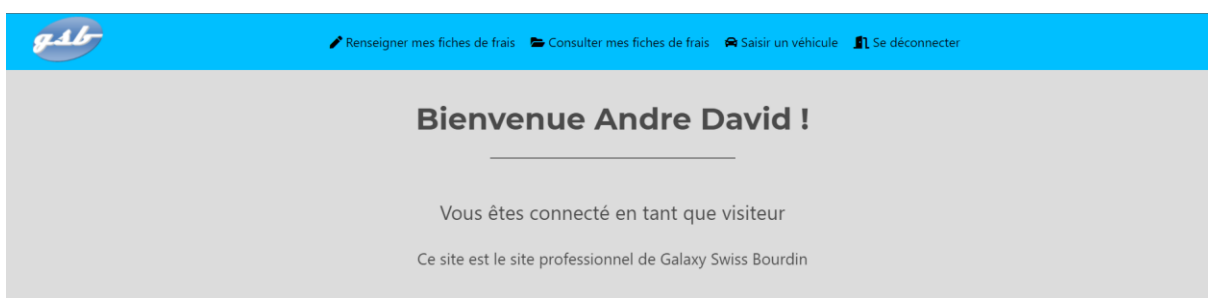 gsb
Renseigner mes fiches de frais Consulter mes fiches de frais Saisir un véhicule Se déconnecter
Bienvenue Andre David !
Vous êtes connecté en tant que visiteur
Ce site est le site professionnel de Galaxy Swiss Bourdin